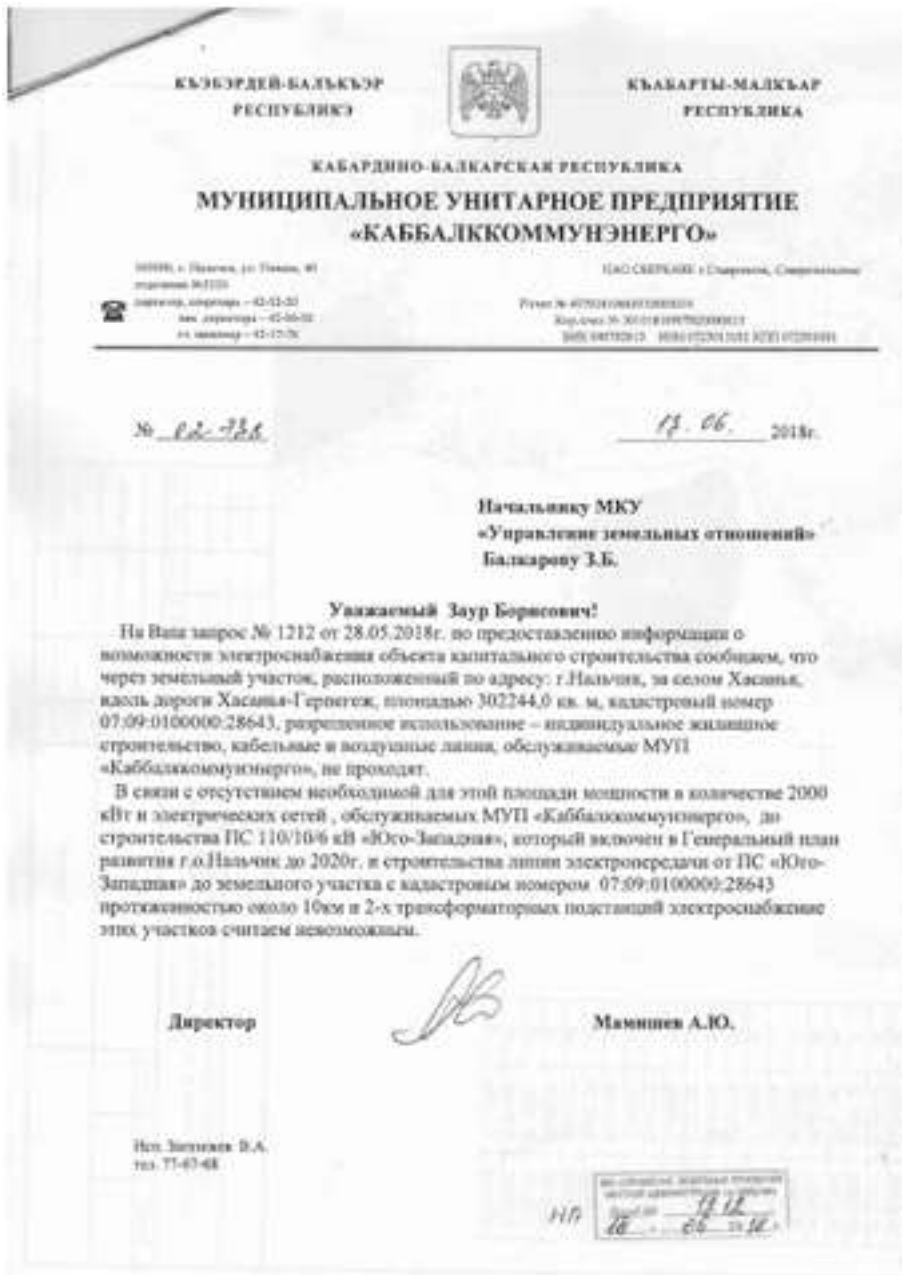 КЪЭБЭРДЕЙ-БАЛЪКЪЭР
РЕСПУБЛИКЭ
КЪАБАРТЫ-МАЛКЪАР
РЕСПУБЛИКА
КАБАРДИНО-БАЛКАРСКАЯ РЕСПУБЛИКА
МУНИЦИПАЛЬНОЕ УНИТАРНОЕ ПРЕДПРИЯТИЕ
«КАББАЛККОММУНЭНЕРГО»
№ 02-
06. 2018г.
Начальнику МКУ
«Управление земельных отношений»
Балкарову З.Б.
Уважаемый Заур Борисович!
На Ваш запрос № 1212 от 28.05.2018г. по предоставлению информации о
возможности электроснабжения объекта капитального строительства сообщаем, что
через земельный участок, расположенный по адресу: г.Нальчик, за селом Хасанья,
вдоль дороги Хасанья-Герпегеж, площадью 302244,0 кв. м, кадастровый номер
07:09:0100000:28643, разрешенное использование – индивидуальное жилищное
строительство, кабельные и воздушные линии, обслуживаемые МУП
«Каббалккоммунэнерго», не проходят.
В связи с отсутствием необходимой для этой площади мощности в количестве 2000
кВт и электрических сетей , обслуживаемых МУП «Каббалккоммунэнерго», до
строительства ПС 110/10/6 кВ «Юго-Западная», который включен в Генеральный план
развития г.о.Нальчик до 2020г. и строительства линии электропередачи от ПС «Юго-
Западная» до земельного участка с кадастровым номером 07:09:0100000:28643
протяженностью около 10км и 2-х трансформаторных подстанций электроснабжение
этих участков считаем невозможным.
Директор
Мамишев А.Ю.
Исп. В.А.
тел. 77-67-68